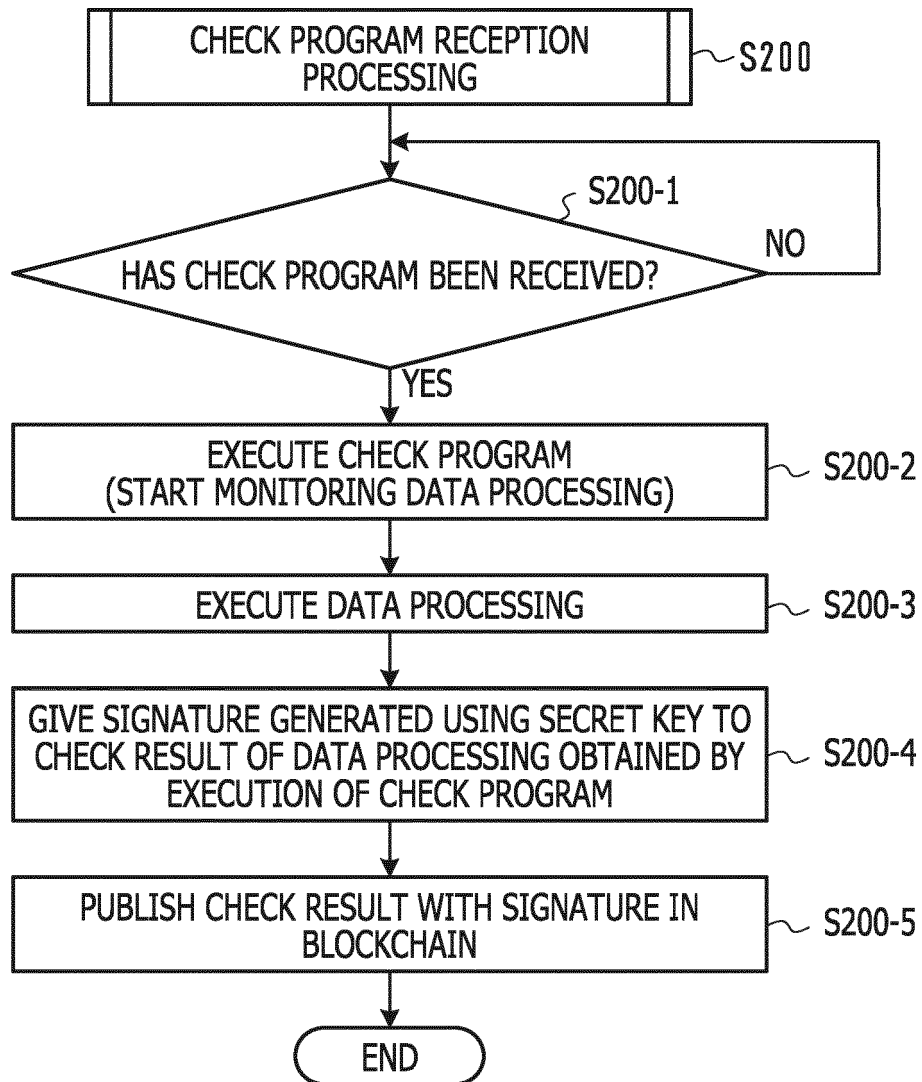 CHECK PROGRAM RECEPTION
PROCESSING
S200
S200-1
NO
HAS CHECK PROGRAM BEEN RECEIVED?
YES
EXECUTE CHECK PROGRAM
(START MONITORING DATA PROCESSING)
S200-2
EXECUTE DATA PROCESSING
S200-3
GIVE SIGNATURE GENERATED USING SECRET KEY TO
CHECK RESULT OF DATA PROCESSING OBTAINED BY
EXECUTION OF CHECK PROGRAM
S200-4
PUBLISH CHECK RESULT WITH SIGNATURE IN
BLOCKCHAIN
S200-5
END